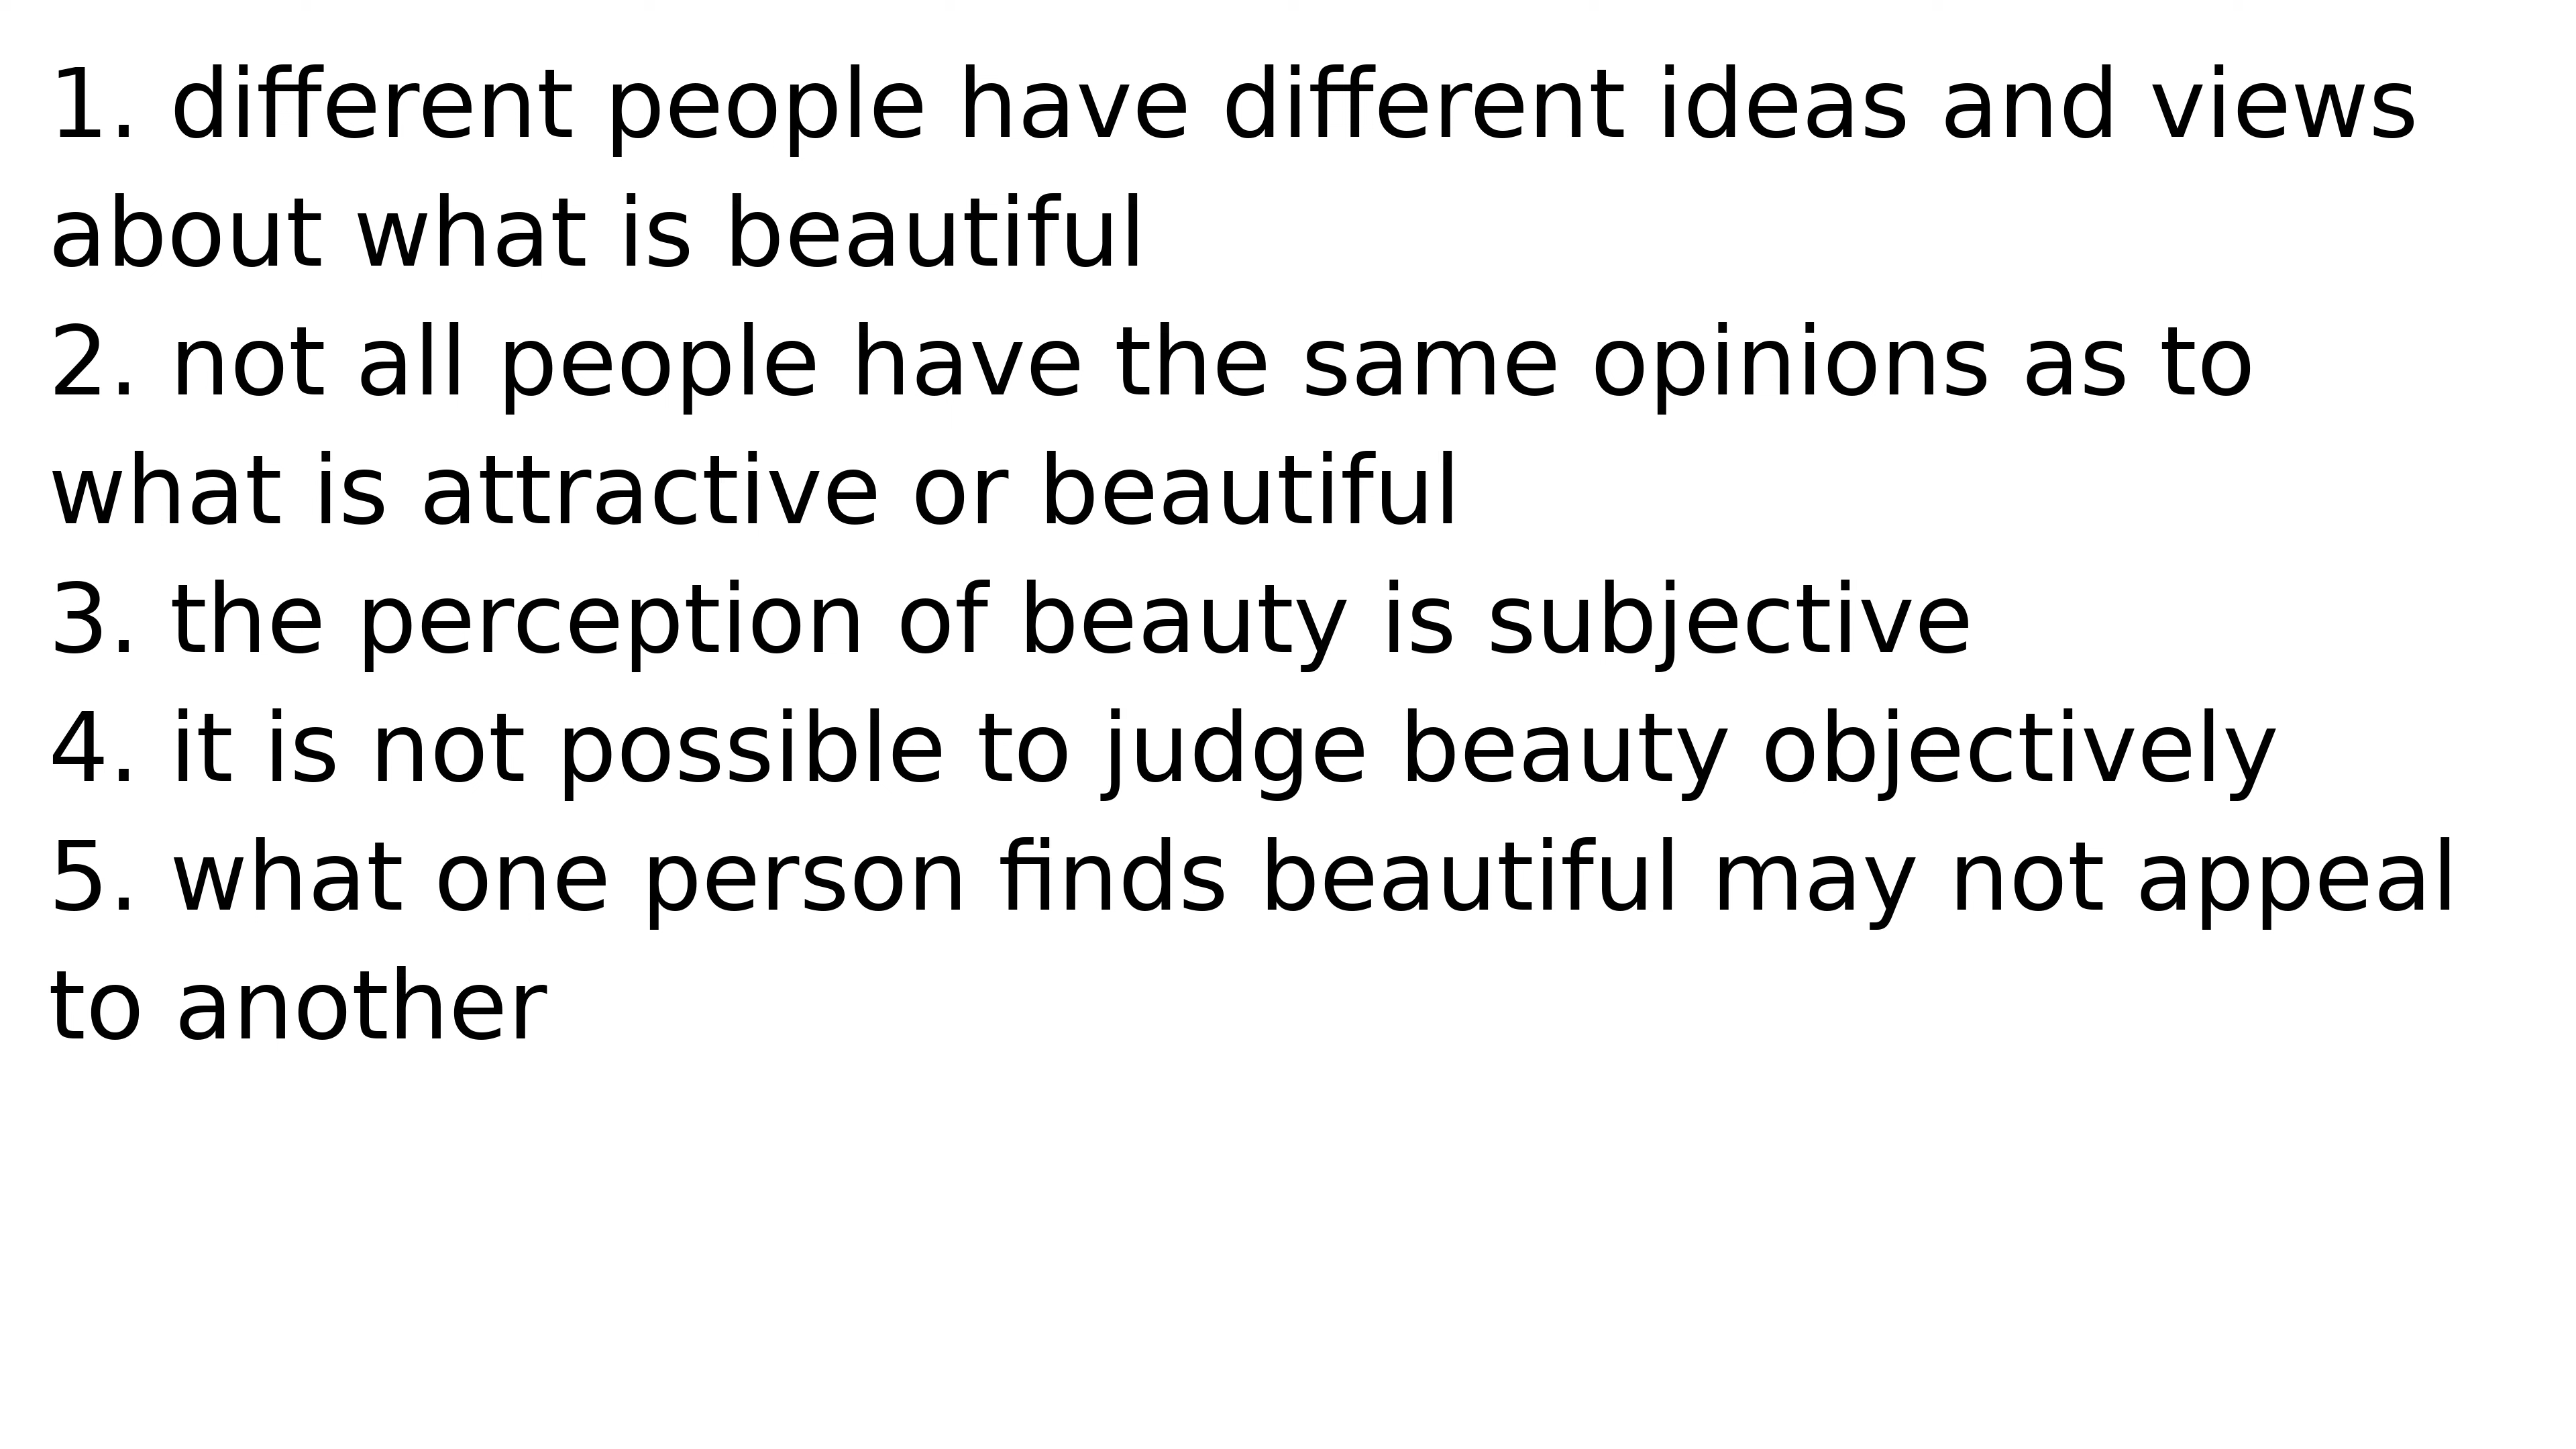 1. different people have different ideas and views
about what is beautiful
2. not all people have the same opinions as to
what is attractive or beautiful
3. the perception of beauty is subjective
4. it is not possible to judge beauty objectively
5. what one person finds beautiful may not appeal
to another